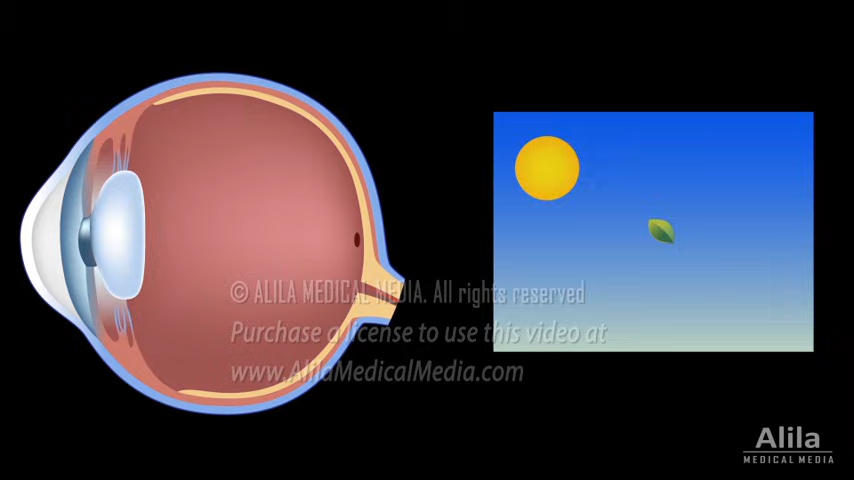 © ALILA MEDICAL MEDIA. All rights reserved
Purchase a license to use this video at
www.AlilaMedicalMedia.com
Alila
MEDICAL MEDIA